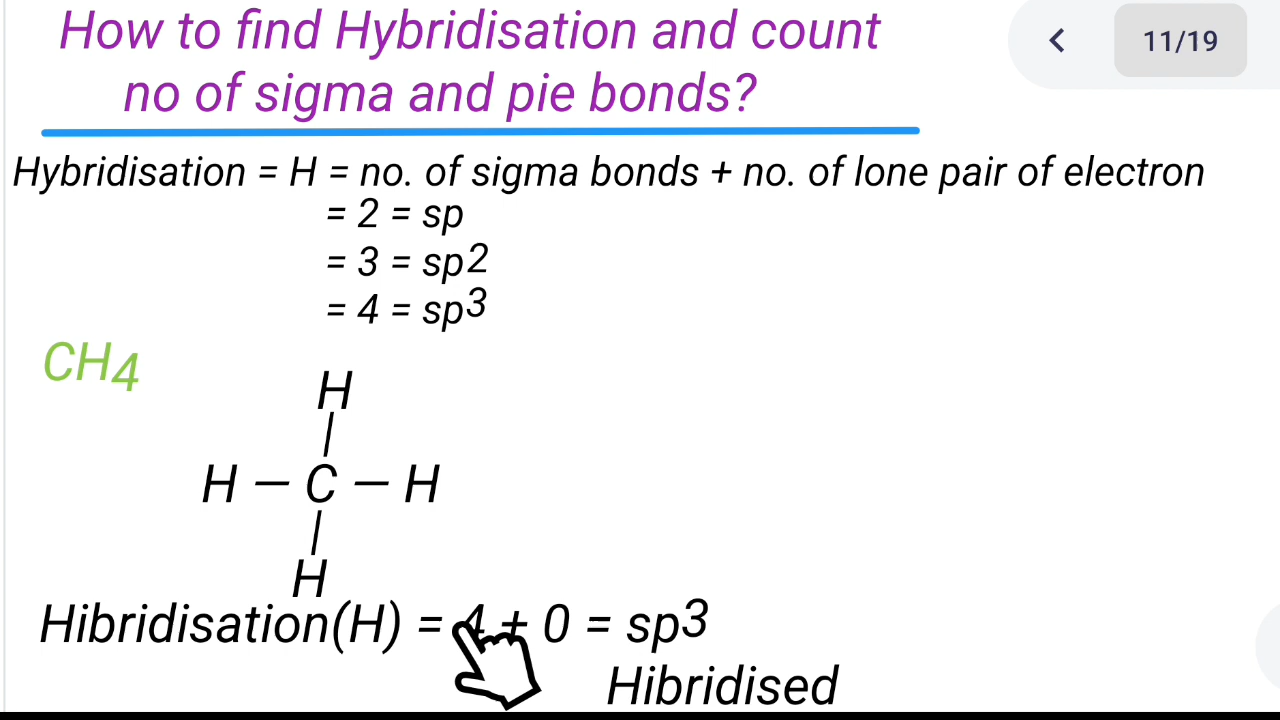 How to find Hybridisation and count
no of sigma and pie bonds?
11/19
Hybridisation = H = no. of sigma bonds + no. of lone pair of electron
= 2 = sp
= 3 = sp2
= 4 = sp3
CH4
H
|
H – C – H
|
H
Hibridisation(H) = 4 + 0 = sp3
Hibridised